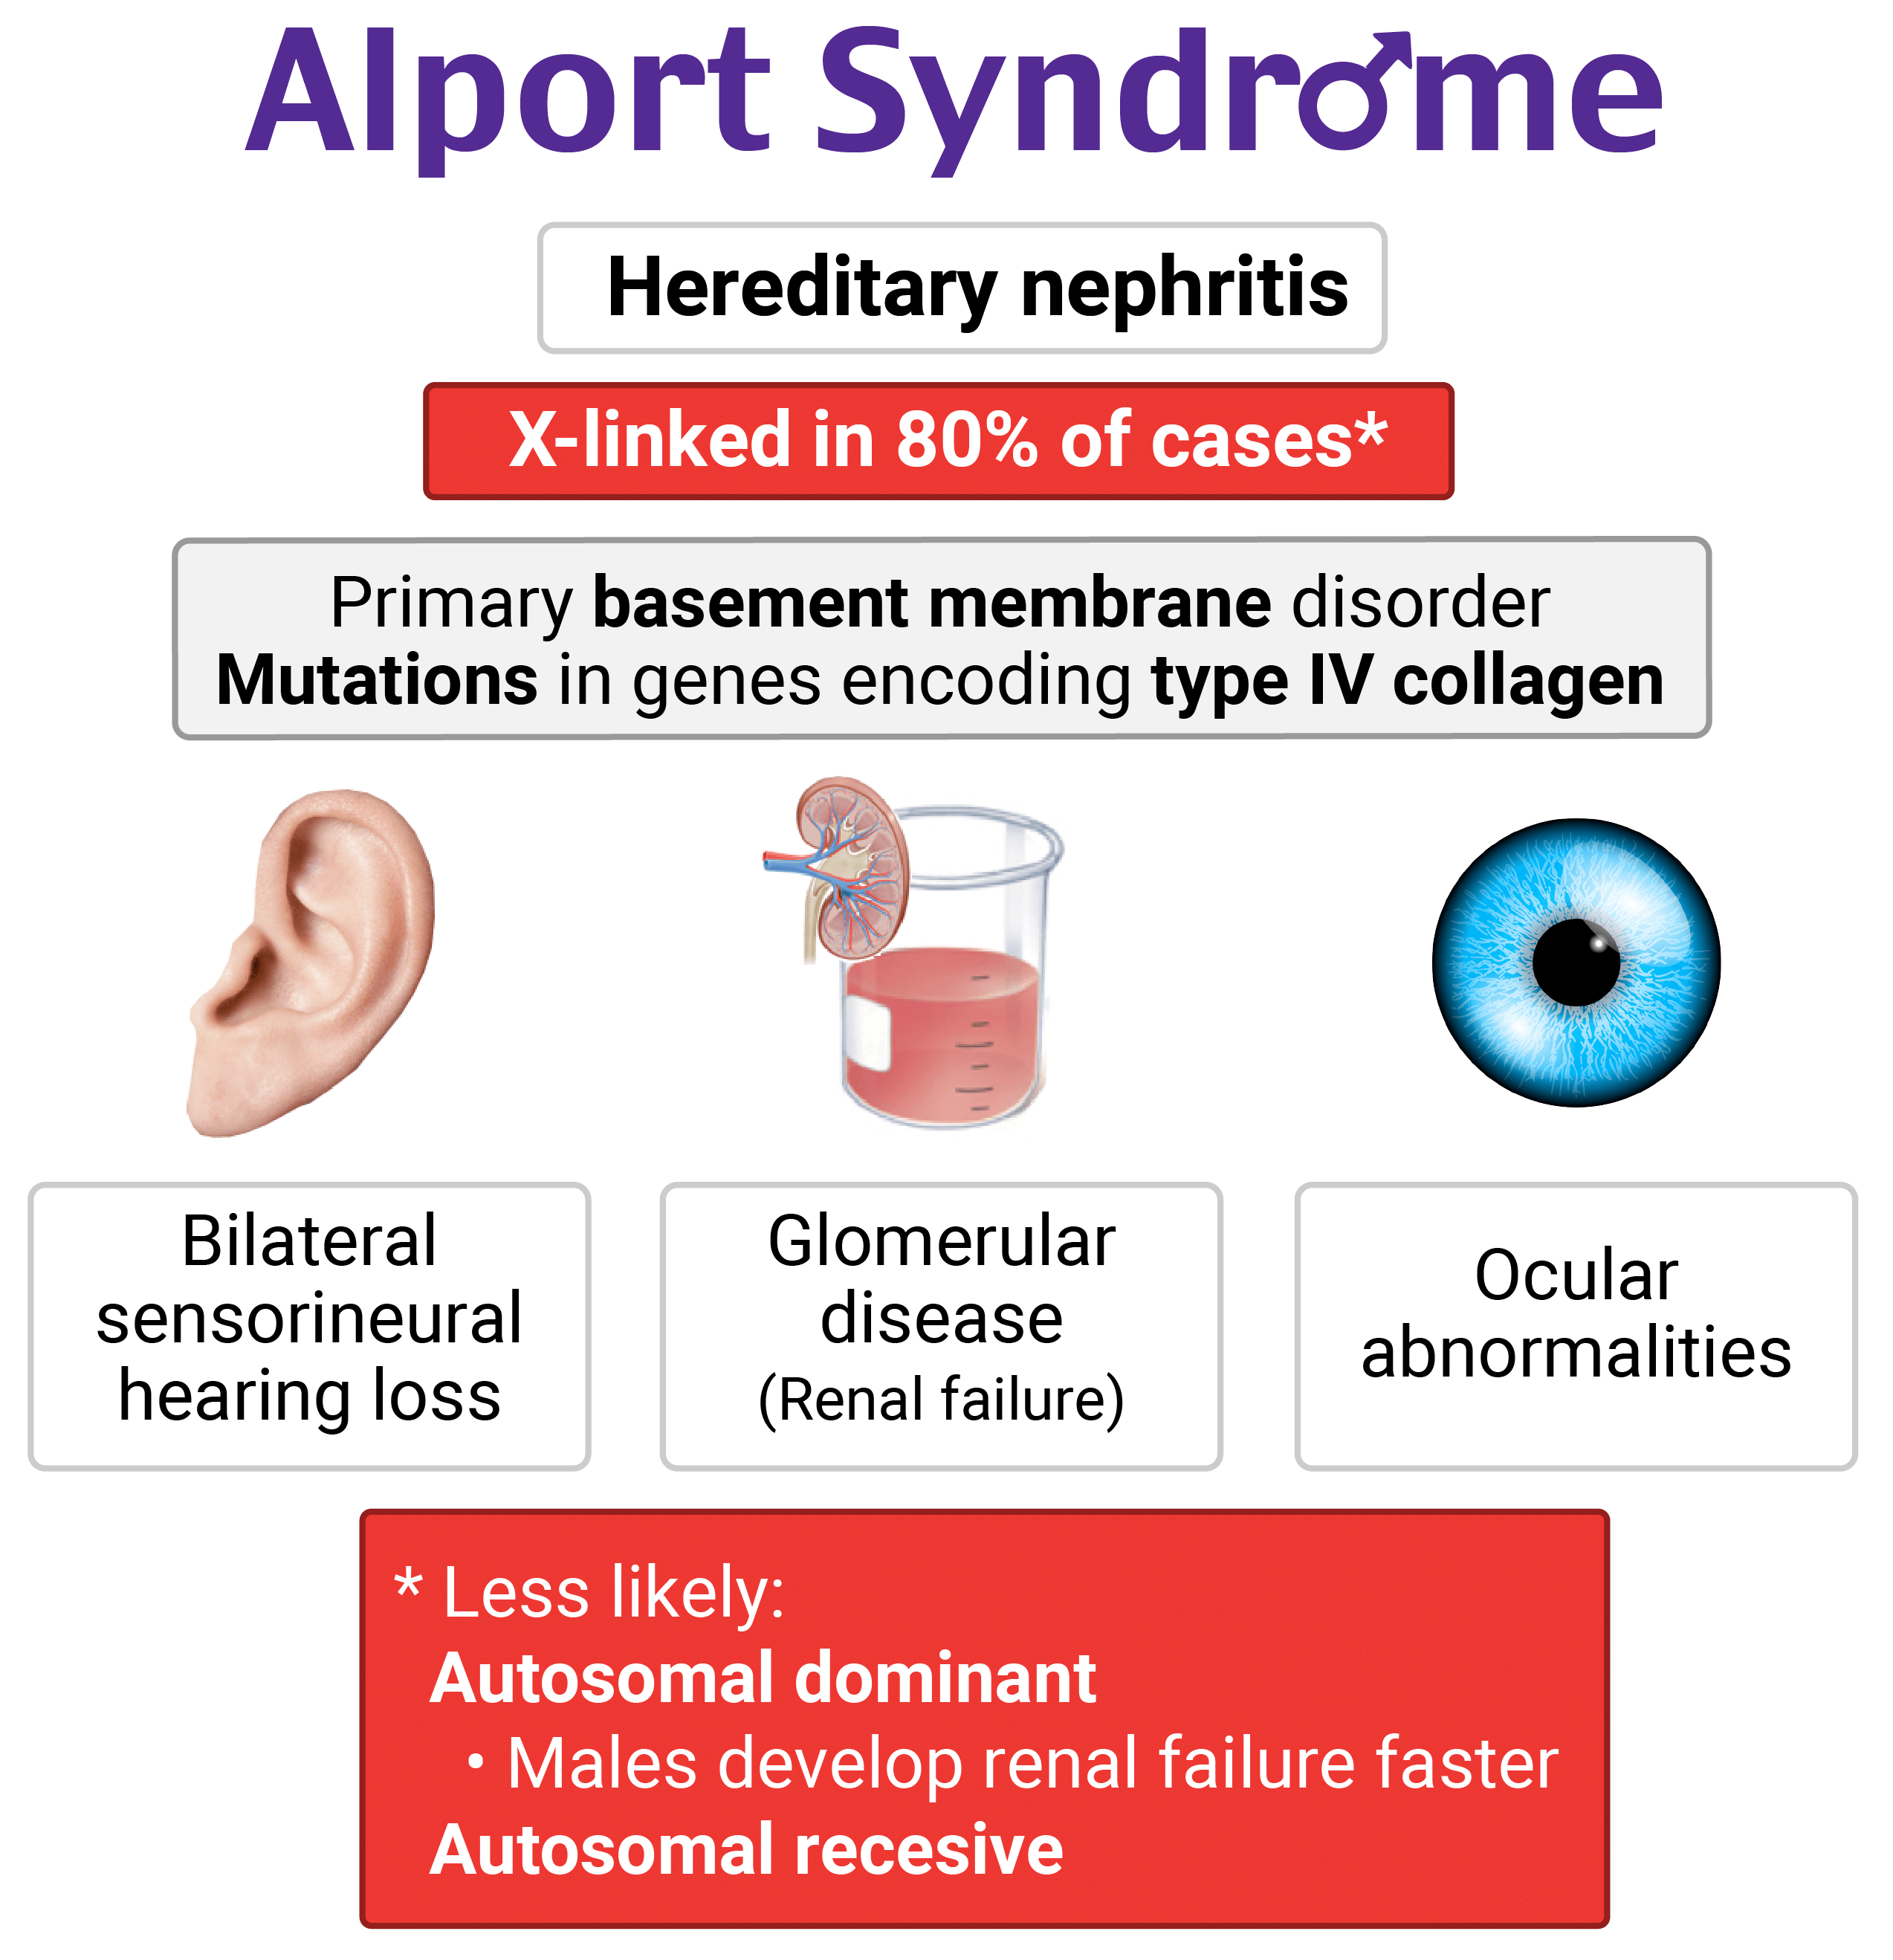 Alport Syndrome
Hereditary nephritis
X-linked in 80% of cases*
Primary basement membrane disorder
Mutations in genes encoding type IV collagen
Bilateral
sensorineural
hearing loss
Glomerular
disease
(Renal failure)
Ocular
abnormalities
* Less likely:
Autosomal dominant
• Males develop renal failure faster
Autosomal recesive